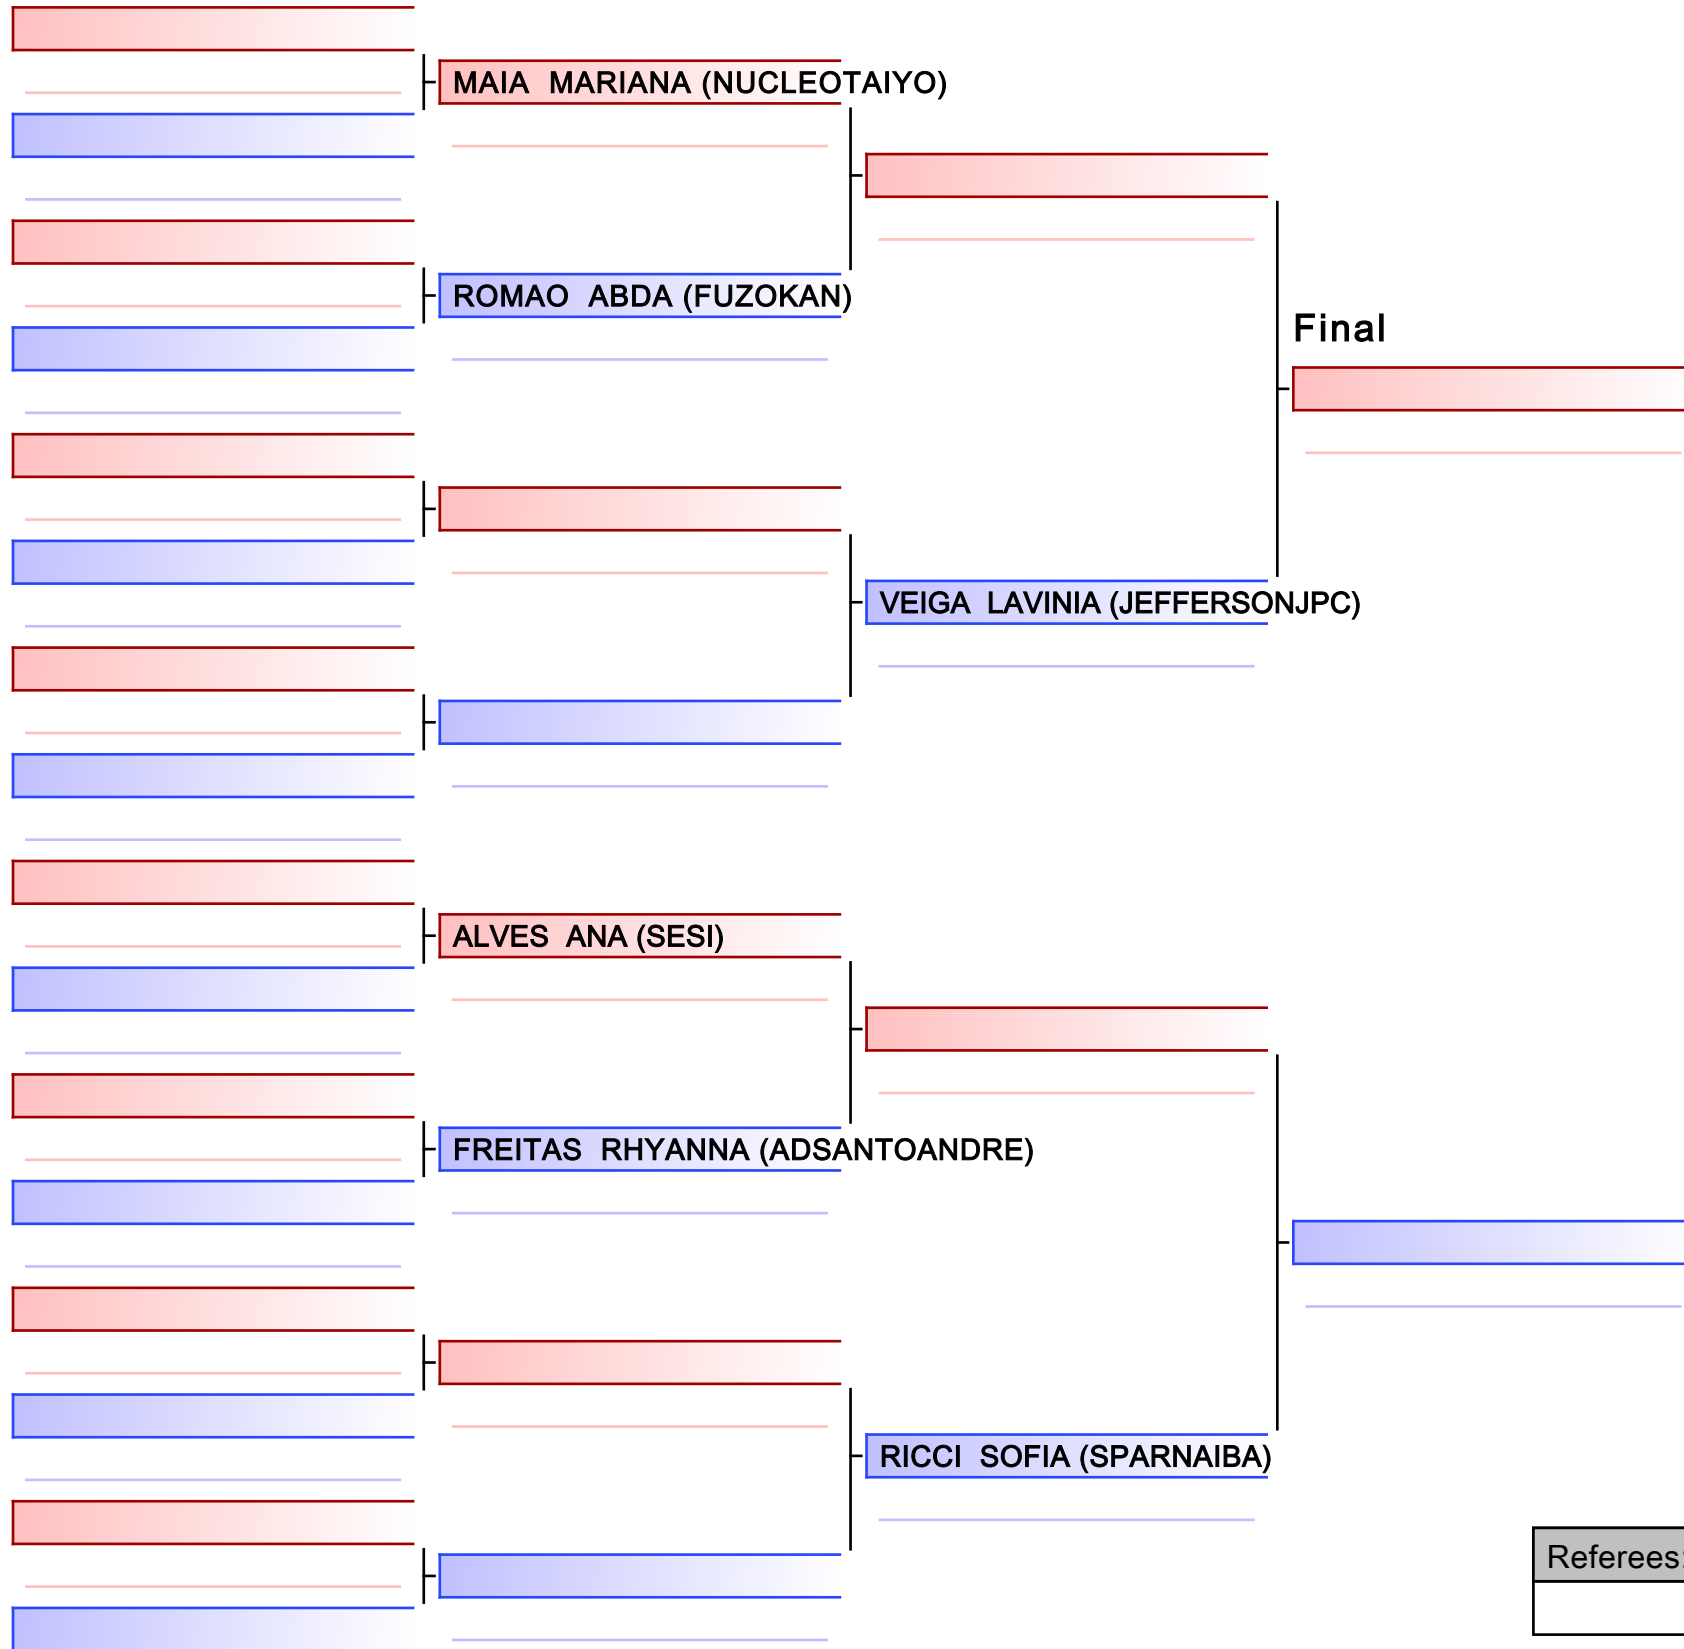 MAIA MARIANA (NUCLEOTAIYO)
ROMAO ABDA (FUZOKAN)
Final
VEIGA LAVINIA (JEFFERSONJPC)
ALVES ANA (SESI)
FREITAS RHYANNA (ADSANTOANDRE)
RICCI SOFIA (SPARNAIBA)
Referees: